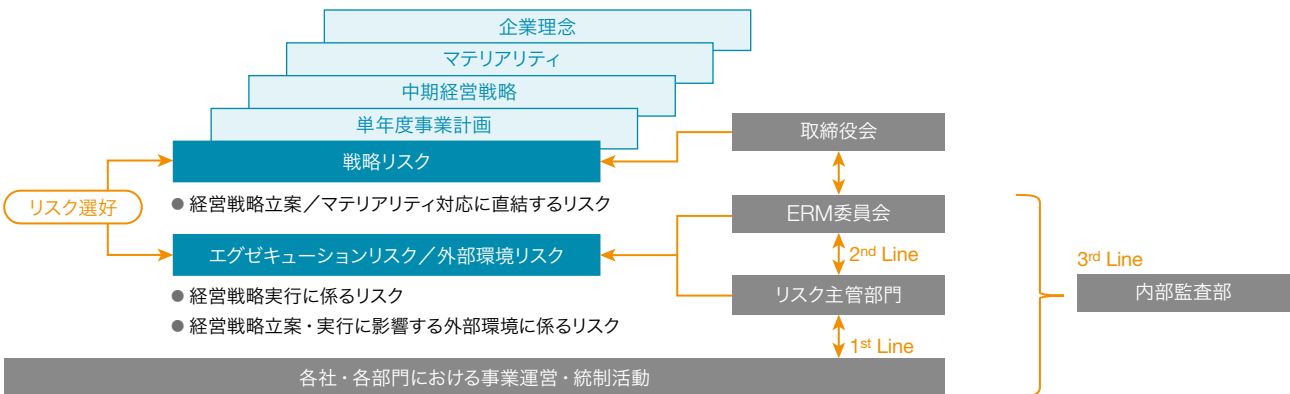 企業理念
マテリアリティ
中期経営戦略
単年度事業計画
戦略リスク
取締役会
リスク選好
● 経営戦略立案／マテリアリティ対応に直結するリスク
ERM委員会
エグゼキューションリスク／外部環境リスク
2nd Line
3rd Line
● 経営戦略実行に係るリスク
リスク主管部門
内部監査部
● 経営戦略立案・実行に影響する外部環境に係るリスク
1st Line
各社・各部門における事業運営・統制活動